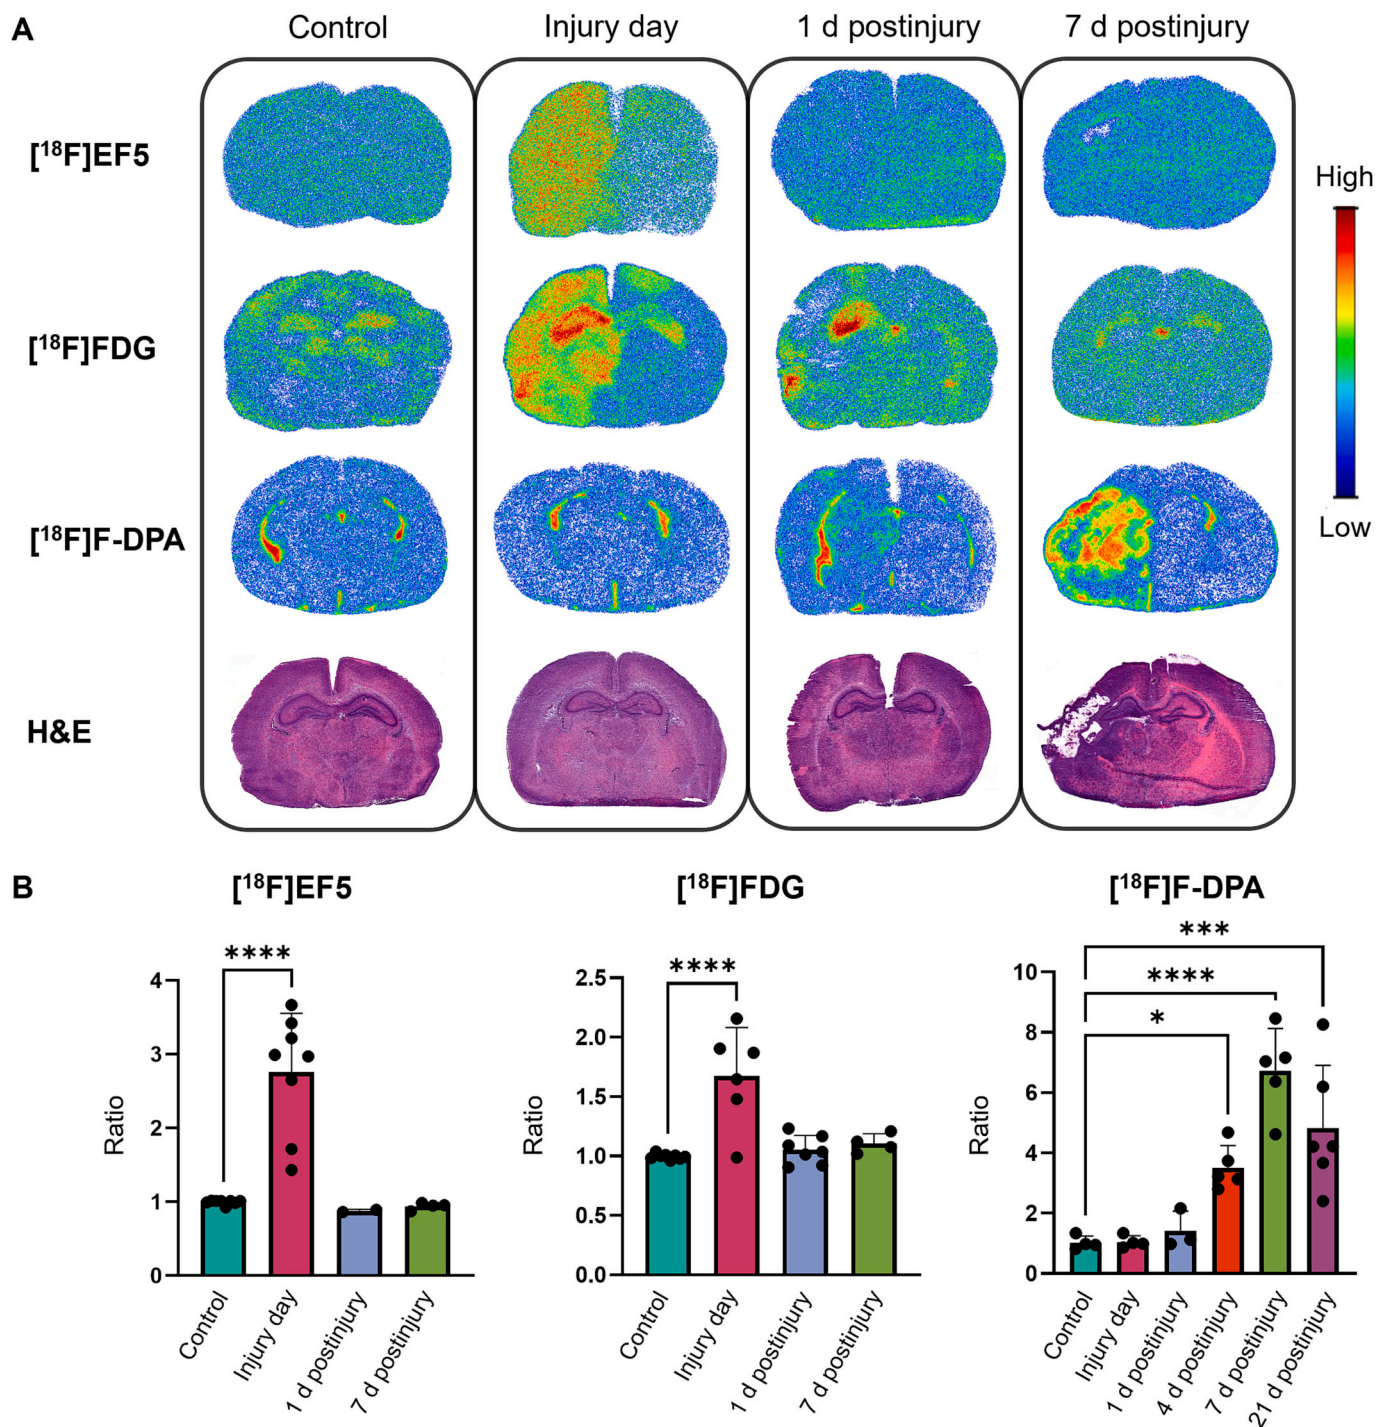 A
Control
Injury day
1 d postinjury
7 d postinjury
[¹⁸F]EF5
[¹⁸F]FDG
[¹⁸F]F-DPA
H&E
High
Low
B
[¹⁸F]EF5
****
4
3
2
1
0
Ratio
Control
Injury day
1 d postinjury
7 d postinjury
[¹⁸F]FDG
****
2.5
2.0
1.5
1.0
0.5
0.0
Ratio
Control
Injury day
1 d postinjury
7 d postinjury
[¹⁸F]F-DPA
***
****
*
10
8
6
4
2
0
Ratio
Control
Injury day
1 d postinjury
4 d postinjury
7 d postinjury
21 d postinjury